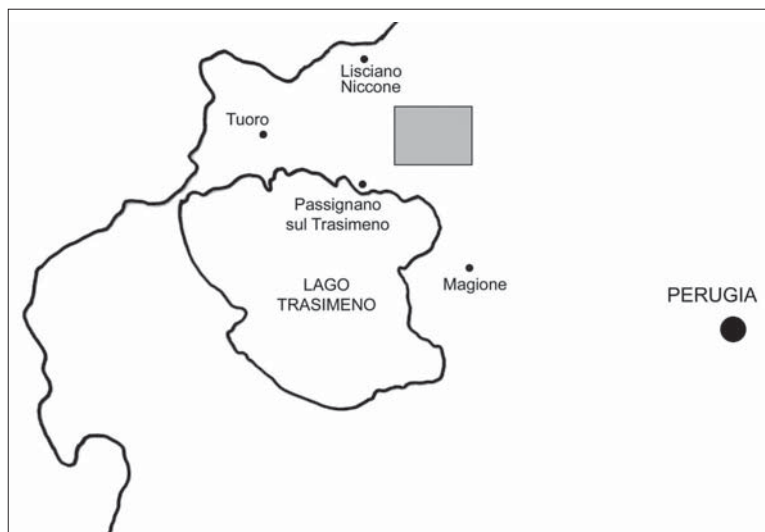 Lisciano
Niccone
Tuoro
Passignano
sul Trasimeno
LAGO
TRASIMENO
Magione
PERUGIA